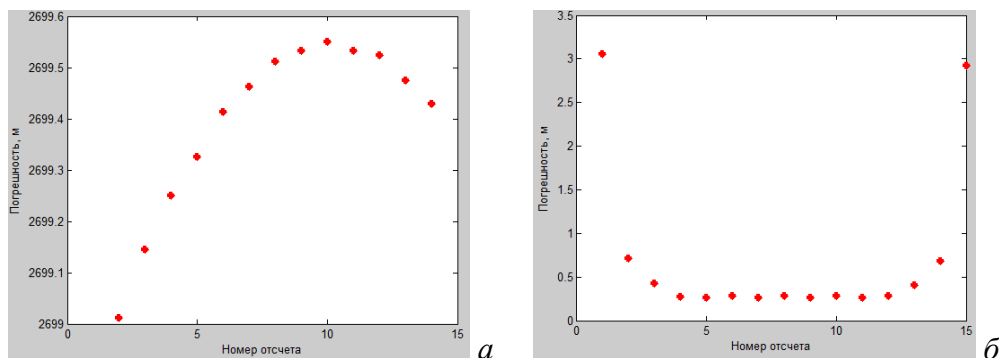 2699.6
2699.5
2699.4
2699.3
2699.2
2699.1
2699
0 5 10 15
Погрешность, м
Номер отсчета
а
3.5
3
2.5
2
1.5
1
0.5
0
0 5 10 15
Погрешность, м
Номер отсчета
б